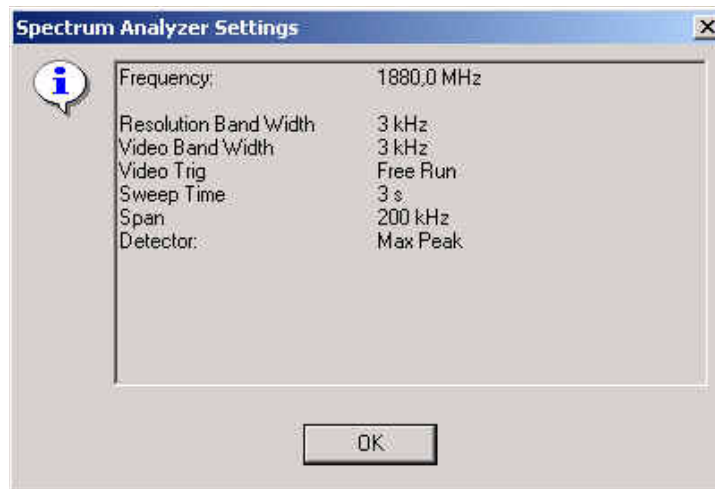 Spectrum Analyzer Settings
Frequency: 1880,0 MHz
Resolution Band Width 3 kHz
Video Band Width 3 kHz
Video Trig Free Run
Sweep Time 3 s
Span 200 kHz
Detector: Max Peak
OK